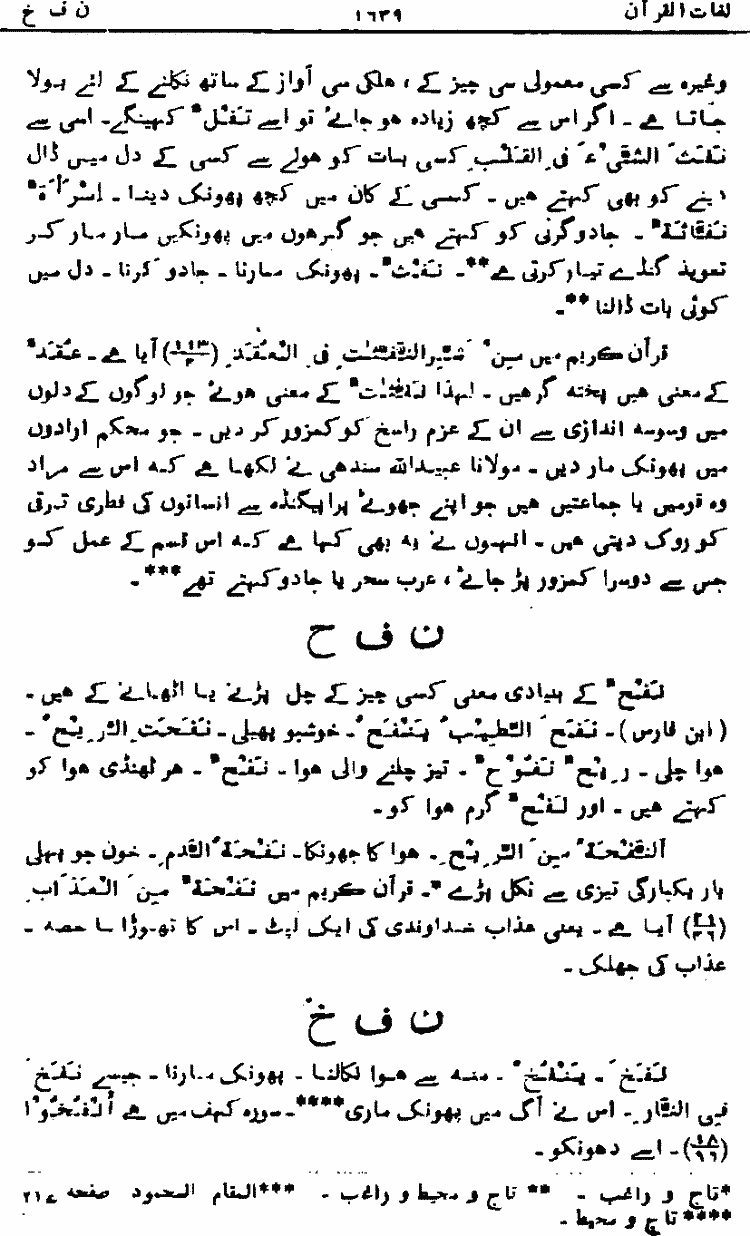 لغات القرآن ۱٦۳۹ ن ف خ
وغیرہ سے کسی معمول سی چیز کے ، ہلکی سی آواز کے ساتھ نکلنے کے لئے بولا
جاتا ہے ۔ اگر اس سے کچھ زیادہ ہو جائے تو اسے تَفْلٌ کہینگے۔ اسی سے
نَفَثَ الشَّیْءَ فِی الْقَلْبِ کسی بات کو ہولے سے کسی کے دل میں ڈال
دینے کو بھی کہتے ہیں ۔ کسی کے کان میں کچھ پھونک دینا ۔ اِمْرَأَۃٌ
نَفَّاثَۃٌ ۔ جادوگرنی کو کہتے ہیں جو گرہوں میں پھونکیں مار مار کر
تعویذ گنڈے تیار کرتی ہے**۔ نَفْثٌ ۔ پھونک مارنا ۔ جادو کرنا ۔ دل میں
کوئی بات ڈالنا **۔
قرآن کریم میں مِنْ شَرِّالنَّفّٰثٰتِ فِی الْعُقَدِ (۱۱۳/۴) آیا ہے ۔ عُقَدٌ
کے معنی ہیں پختہ گرھیں ۔ لہذا نَفّٰثٰتٌ کے معنی ہوئے جو لوگوں کے دلوں
میں وسوسہ اندازی سے ان کے عزم راسخ کو کمزور کر دیں ۔ جو محکم ارادوں
میں پھونک مار دیں ۔ مولانا عبیداللہ سندھی نے لکھا ہے کہ اس سے مراد
وہ قومیں یا جماعتیں ہیں جو اپنے جھوٹے پراپیگنڈہ سے انسانوں کی فطری ترقی
کو روک دیتی ہیں ۔ انہوں نے یہ بھی کہا ہے کہ اس قسم کے عمل کو
جس سے دوسرا کمزور پڑ جائے ، عرب سحر یا جادو کہتے تھے ***۔
ن ف ح
نَفْحٌ کے بنیادی معنی کسی چیز کے چل پڑنے یا اٹھانے کے ہیں ۔
(ابن فارس) ۔ نَفَحَ الطِّیْبُ یَنْفَحُ ۔ خوشبو پھیلی ۔ نَفَحَتِ الرِّیْحُ ۔
ہوا چلی ۔ رِیْحٌ نَفُوْحٌ ۔ تیز چلنے والی ہوا ۔ نَفْحٌ ۔ ہر ٹھنڈی ہوا کو
کہتے ہیں ۔ اور لَفْحٌ گرم ہوا کو ۔
اَلنَّفْحَۃُ مِنَ الرِّیْحِ ۔ ہوا کا جھونکا ۔ نَفْحَۃُ الدَّمِ ۔ خون جو پہلی
بار یکبارگی تیزی سے نکل پڑے *۔ قرآن کریم میں نَفْحَۃٌ مِنَ الْعَذَابِ
(۲۱/۴٦) آیا ہے ۔ یعنی عذاب خداوندی کی ایک لپٹ ۔ اس کا تھوڑا سا حصہ ۔
عذاب کی جھلک ۔
ن ف خ
نَفَخَ ۔ یَنْفُخُ ۔ منہ سے ہوا نکالنا ۔ پھونک مارنا ۔ جیسے نَفَخَ
فِی النَّارِ ۔ اس نے آگ میں پھونک ماری ****۔ سورہ کہف میں ہے اُنْفُخُوْا
(۱۸/۹٦) ۔ اسے دھونکو ۔
*تاج و راغب ۔ ** تاج و محیط و راغب ۔ ***المقام المحمود صفحہ ۲۱۷
****تاج و محیط ۔